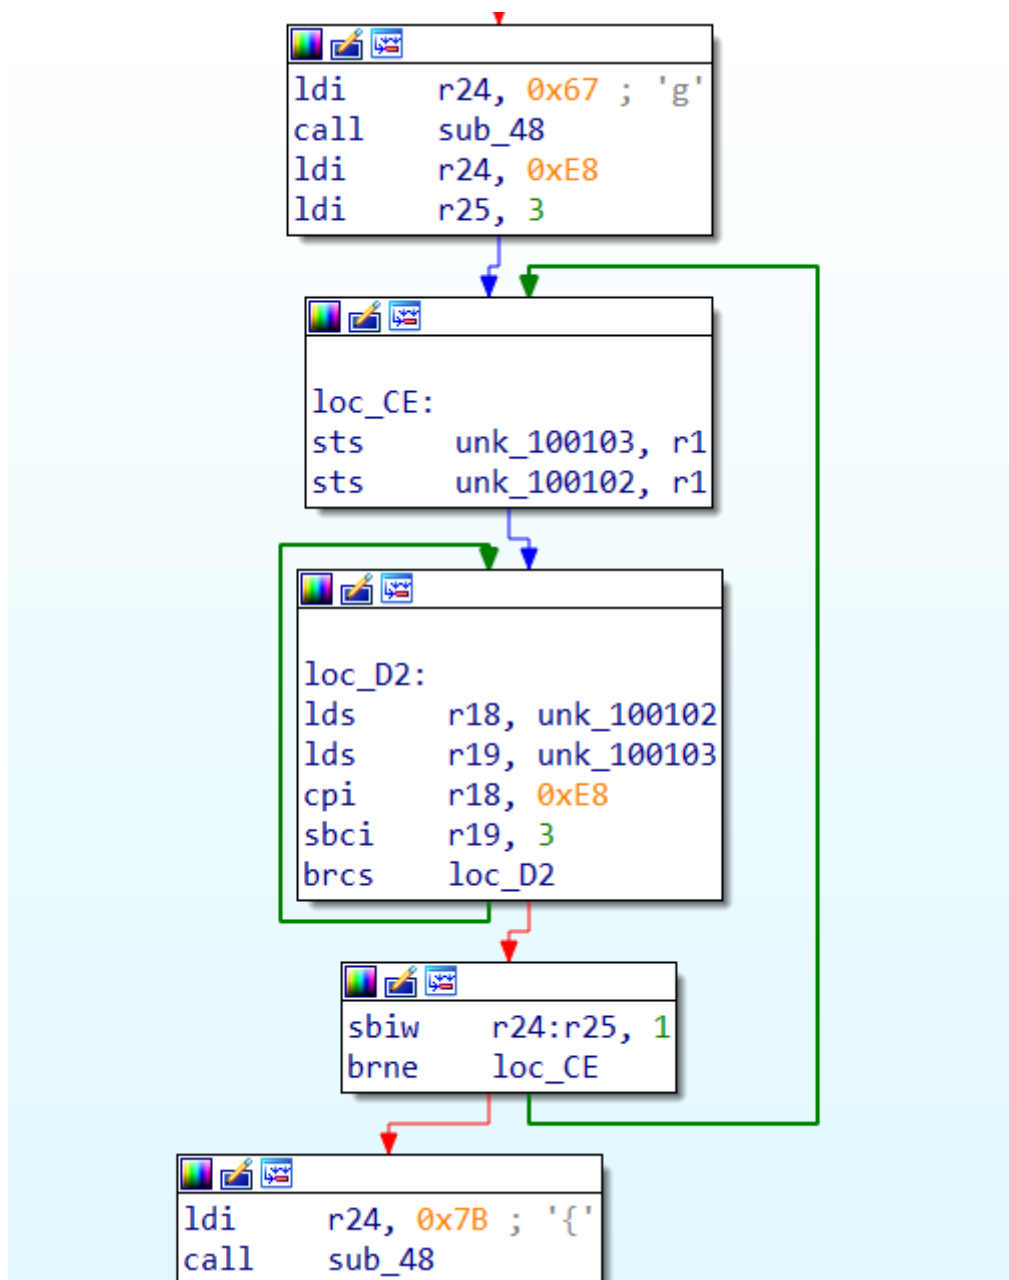 ldi r24, 0x67 ; 'g'
call sub_48
ldi r24, 0xE8
ldi r25, 3
loc_CE:
sts unk_100103, r1
sts unk_100102, r1
loc_D2:
lds r18, unk_100102
lds r19, unk_100103
cpi r18, 0xE8
sbci r19, 3
brcs loc_D2
sbiw r24:r25, 1
brne loc_CE
ldi r24, 0x7B ; '{'
call sub_48